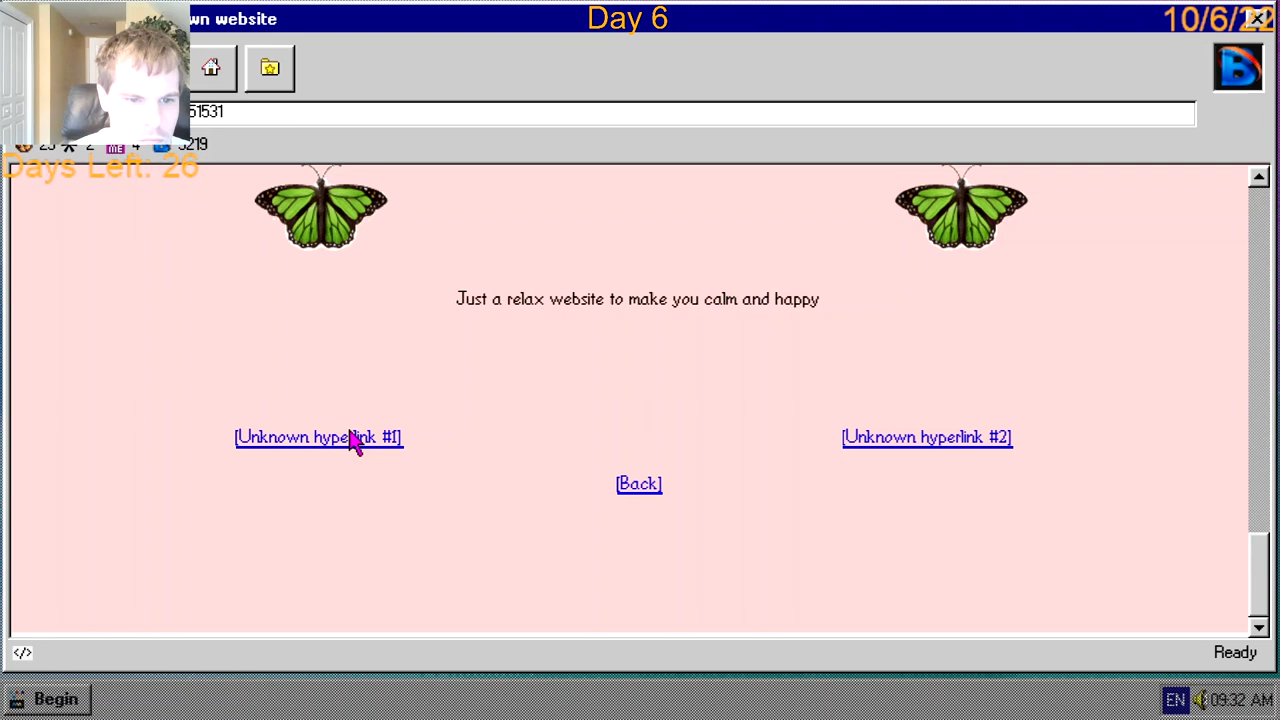 wn website
Day 6
10/6/22
51531
Days Left: 26
Just a relax website to make you calm and happy
[Unknown hyperlink #1]
[Unknown hyperlink #2]
[Back]
</>
Ready
Begin
EN
09:32 AM